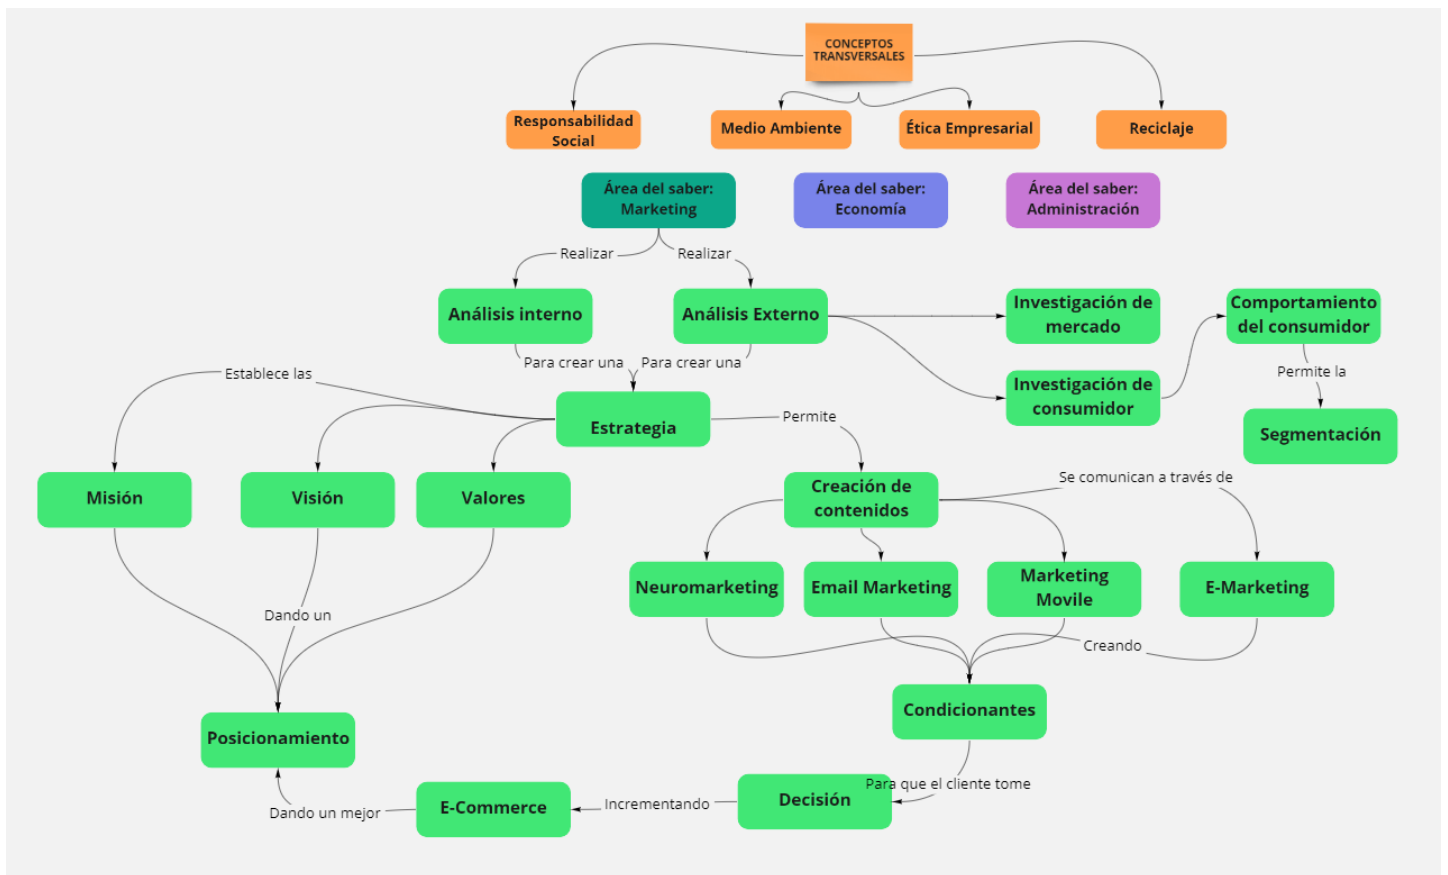 CONCEPTOS
TRANSVERSALES
Responsabilidad
Social
Medio Ambiente
Ética Empresarial
Reciclaje
Área del saber:
Marketing
Área del saber:
Economía
Área del saber:
Administración
Realizar
Realizar
Análisis interno
Análisis Externo
Investigación de
mercado
Comportamiento
del consumidor
Para crear una
Para crear una
Establece las
Permite la
Investigación de
consumidor
Estrategia
Permite
Segmentación
Misión
Visión
Valores
Creación de
contenidos
Se comunican a través de
Neuromarketing
Email Marketing
Marketing
Movile
E-Marketing
Dando un
Creando
Condicionantes
Posicionamiento
Para que el cliente tome
Decisión
Incrementando
E-Commerce
Dando un mejor